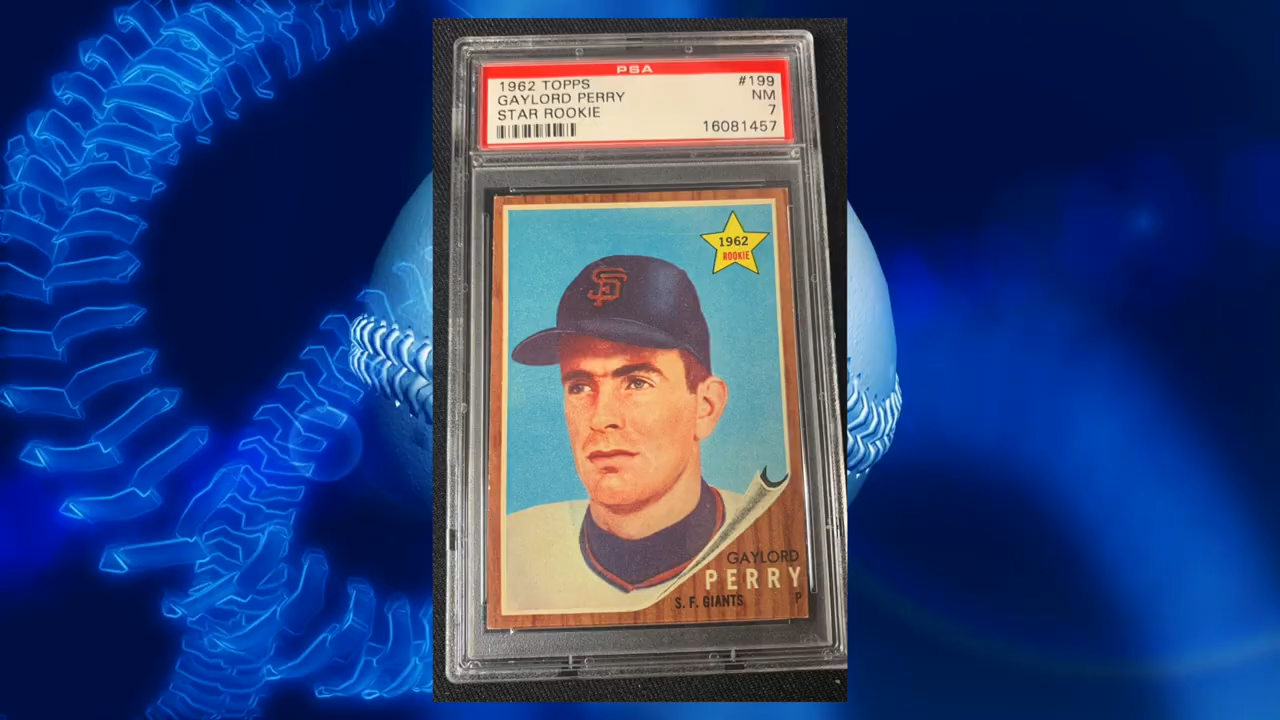 PSA
1962 TOPPS #199
GAYLORD PERRY NM
STAR ROOKIE 7
16081457
1962
ROOKIE
SF
GAYLORD
PERRY
S. F. GIANTS P